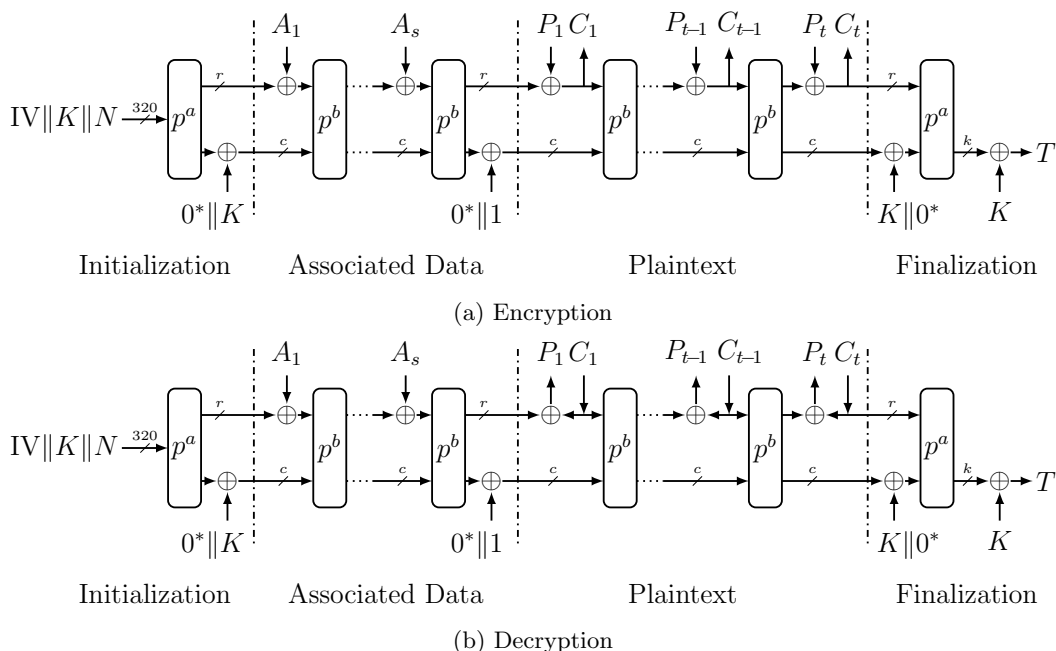 A₁ Aₛ P₁ C₁ Pₜ₋₁ Cₜ₋₁ Pₜ Cₜ
r r r
IV‖K‖N 320 pᵃ pᵇ pᵇ pᵇ pᵇ pᵃ
c c c c c k T
0*‖K 0*‖1 K‖0* K
Initialization Associated Data Plaintext Finalization
(a) Encryption
A₁ Aₛ P₁ C₁ Pₜ₋₁ Cₜ₋₁ Pₜ Cₜ
r r r
IV‖K‖N 320 pᵃ pᵇ pᵇ pᵇ pᵇ pᵃ
c c c c c k T
0*‖K 0*‖1 K‖0* K
Initialization Associated Data Plaintext Finalization
(b) Decryption